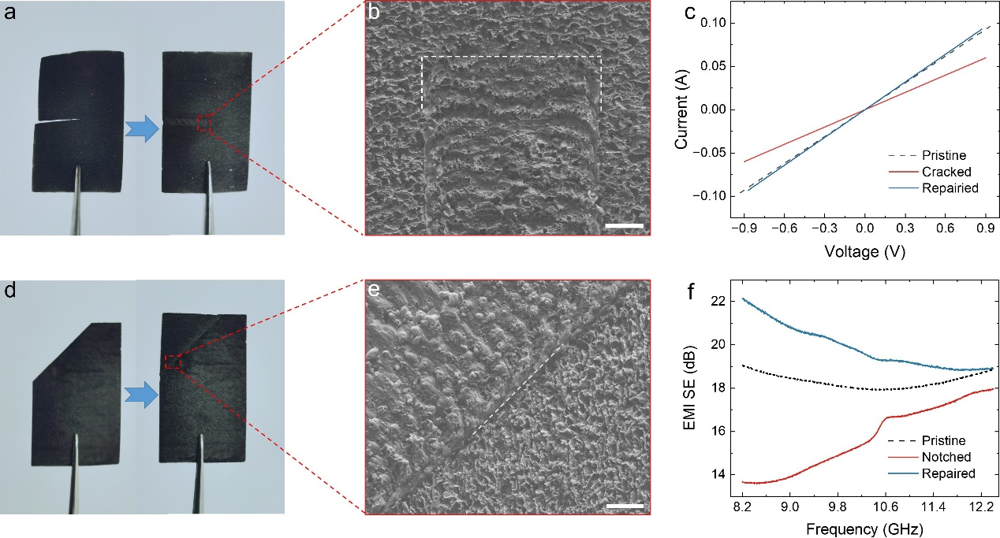 a
b
c
0.10
0.05
0.00
−0.05
−0.10
Current (A)
Pristine
Cracked
Repairied
−0.9 −0.6 −0.3 0.0 0.3 0.6 0.9
Voltage (V)
d
e
f
22
20
18
16
14
EMI SE (dB)
Pristine
Notched
Repaired
8.2 9.0 9.8 10.6 11.4 12.2
Frequency (GHz)